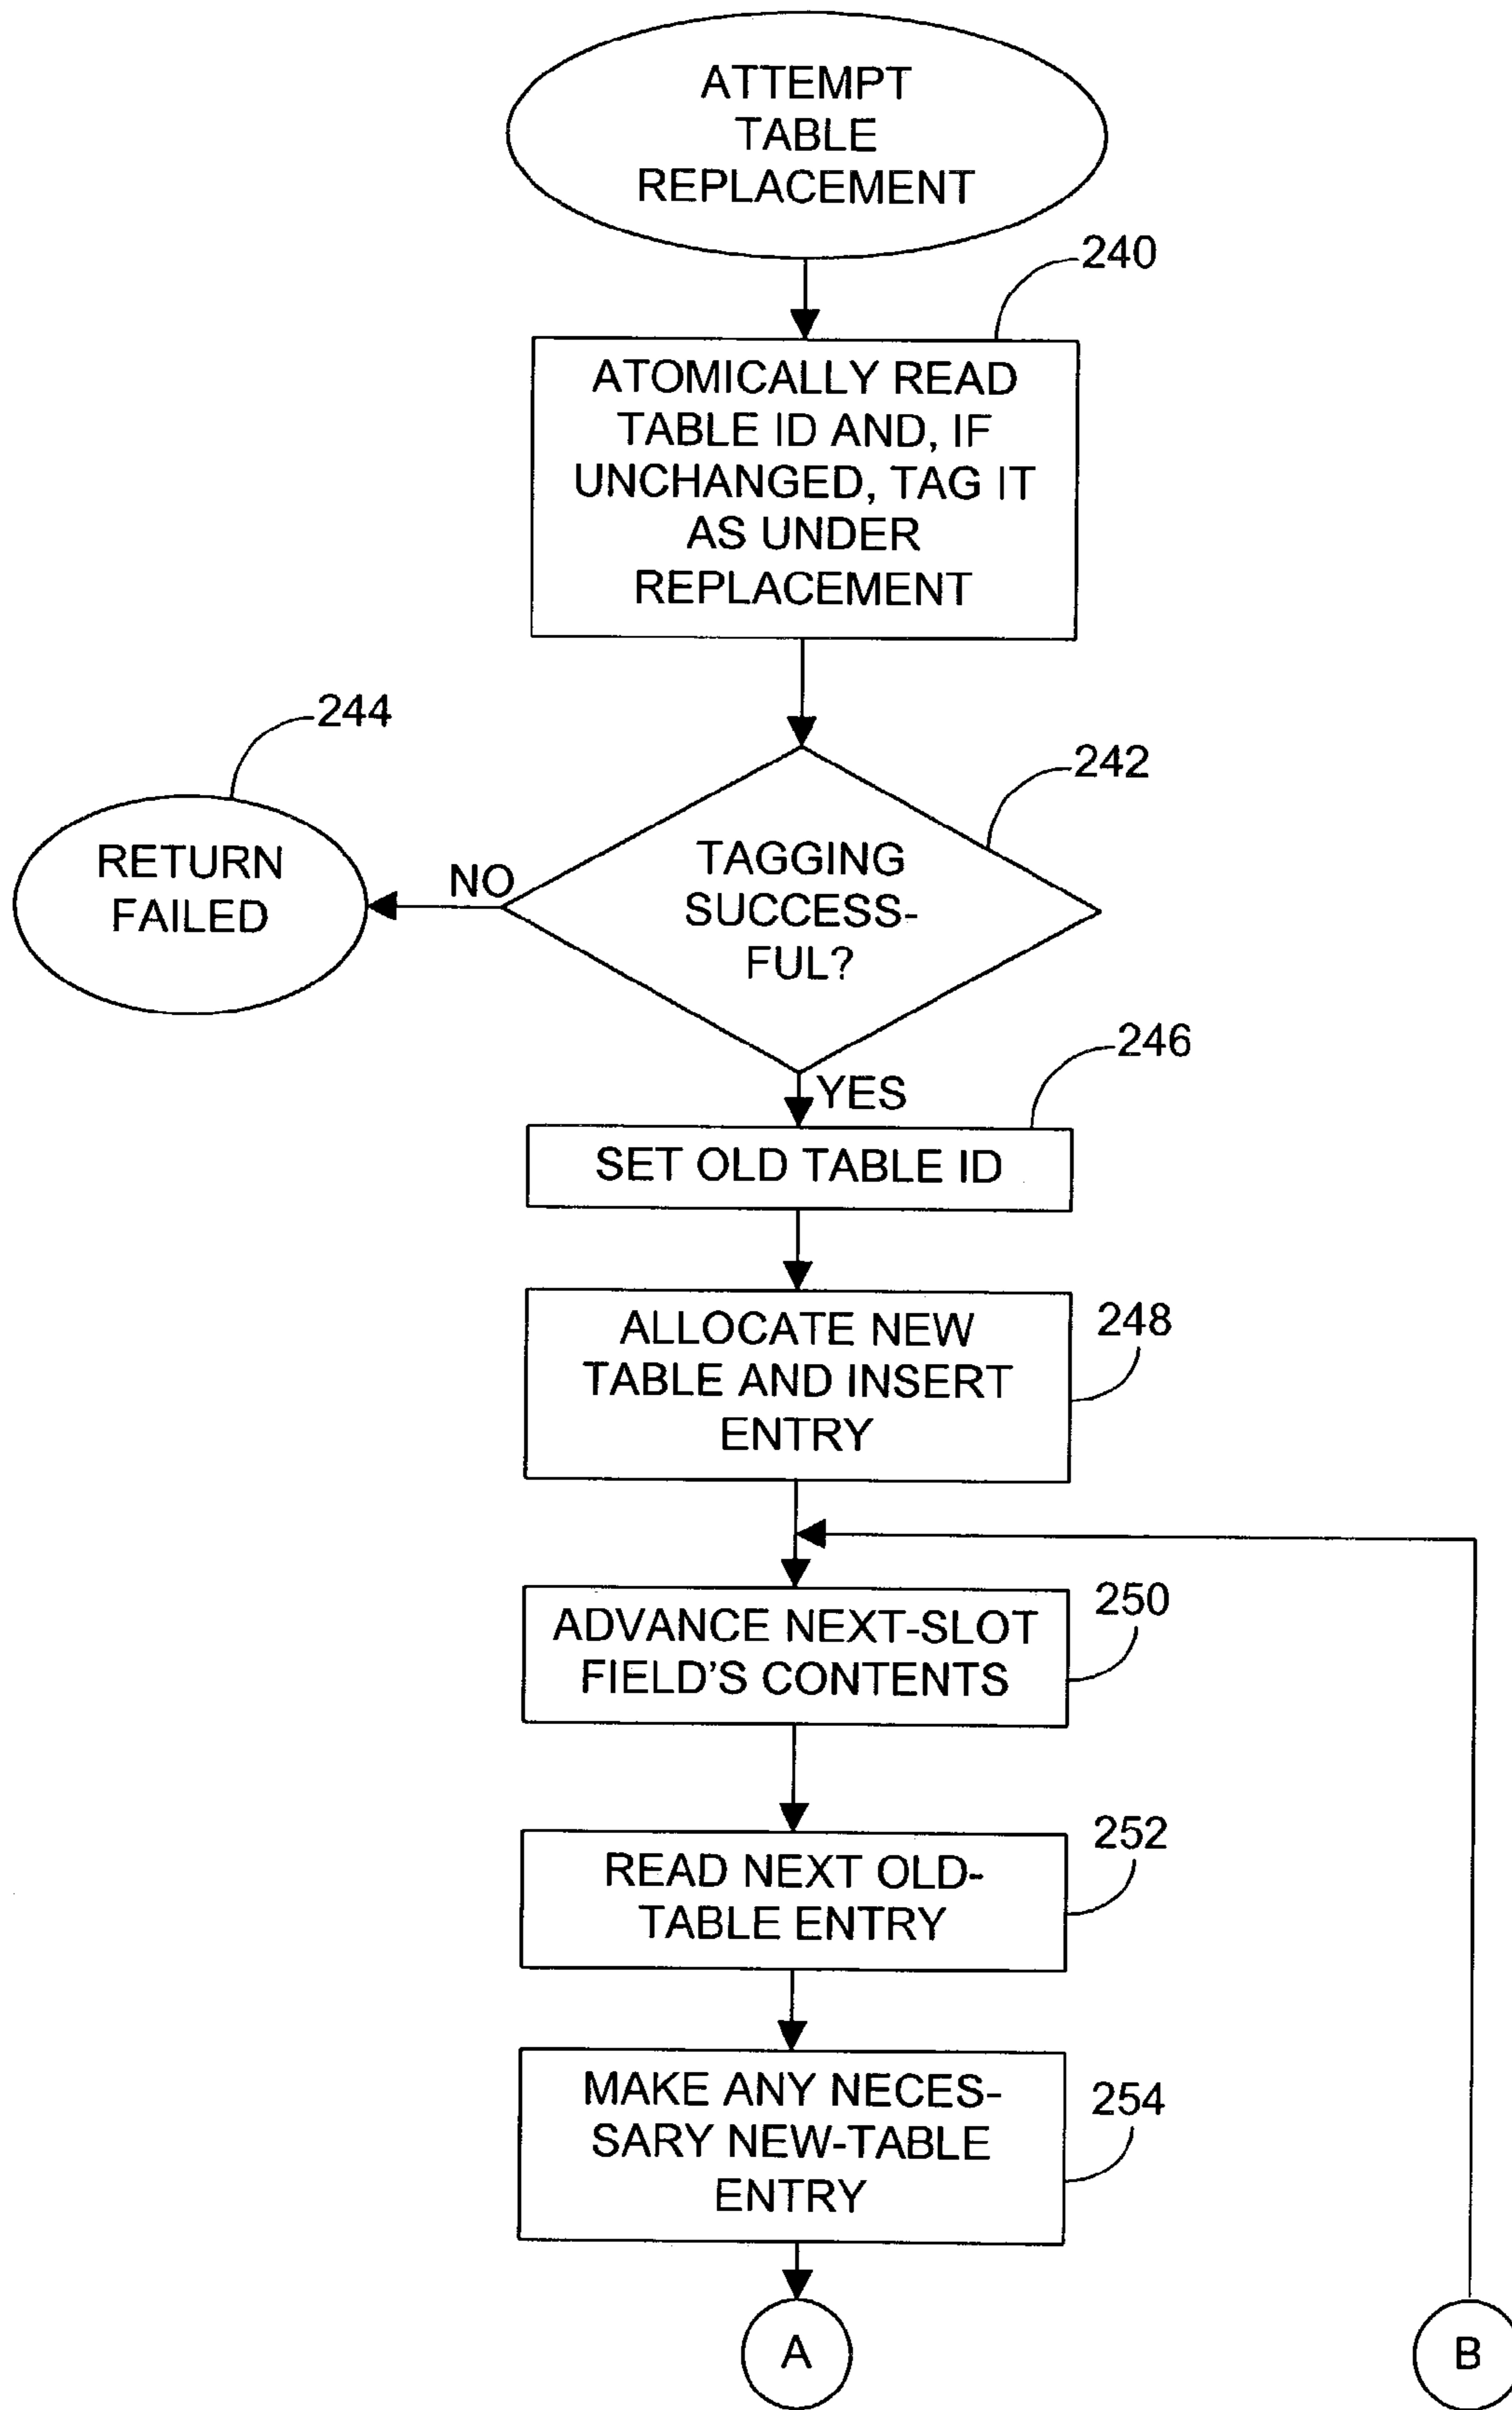 ATTEMPT
TABLE
REPLACEMENT
240
ATOMICALLY READ
TABLE ID AND, IF
UNCHANGED, TAG IT
AS UNDER
REPLACEMENT
244
242
RETURN
FAILED
NO
TAGGING
SUCCESS-
FUL?
246
YES
SET OLD TABLE ID
248
ALLOCATE NEW
TABLE AND INSERT
ENTRY
250
ADVANCE NEXT-SLOT
FIELD'S CONTENTS
252
READ NEXT OLD-
TABLE ENTRY
254
MAKE ANY NECES-
SARY NEW-TABLE
ENTRY
A
B